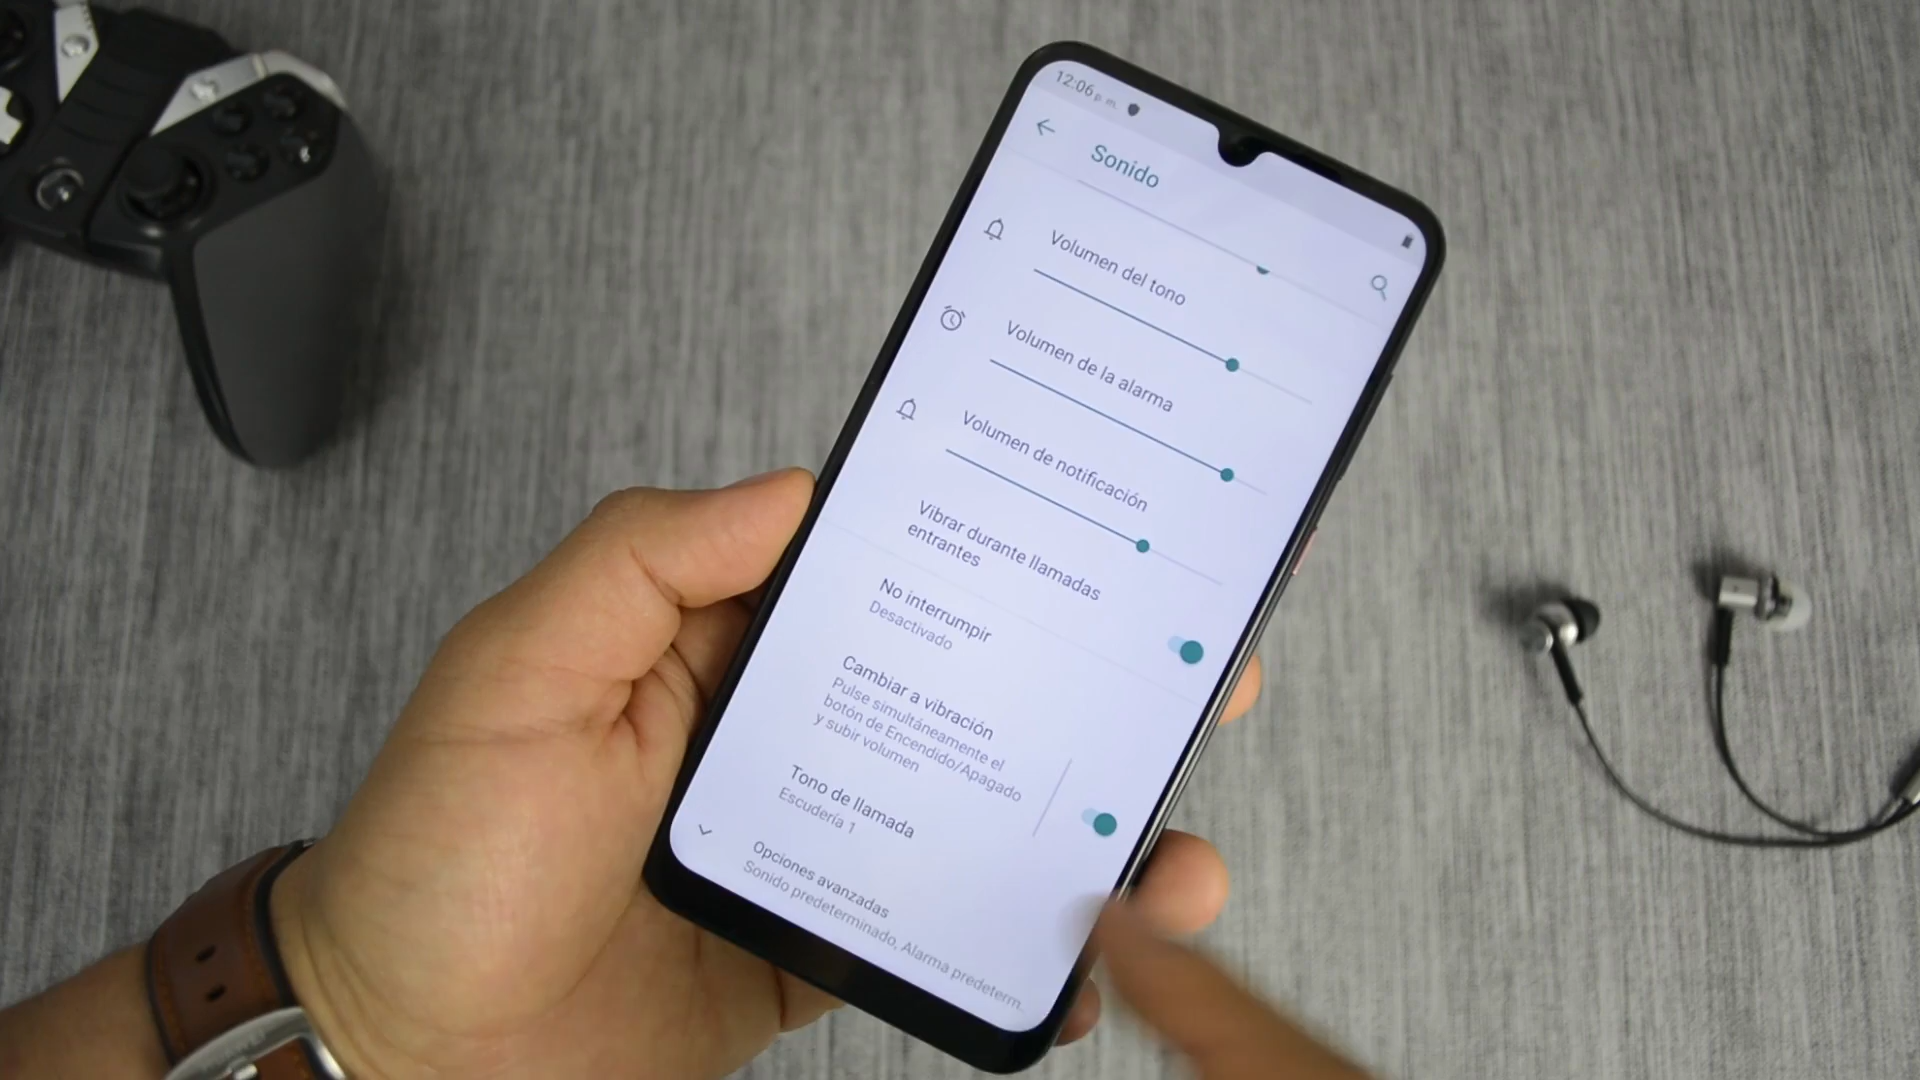 12:06 p. m.
Sonido
Volumen del tono
Volumen de la alarma
Volumen de notificación
Vibrar durante llamadas
entrantes
No interrumpir
Desactivado
Cambiar a vibración
Pulse simultáneamente el
botón de Encendido/Apagado
y subir volumen
Tono de llamada
Escudería 1
Opciones avanzadas
Sonido predeterminado, Alarma predeterm.